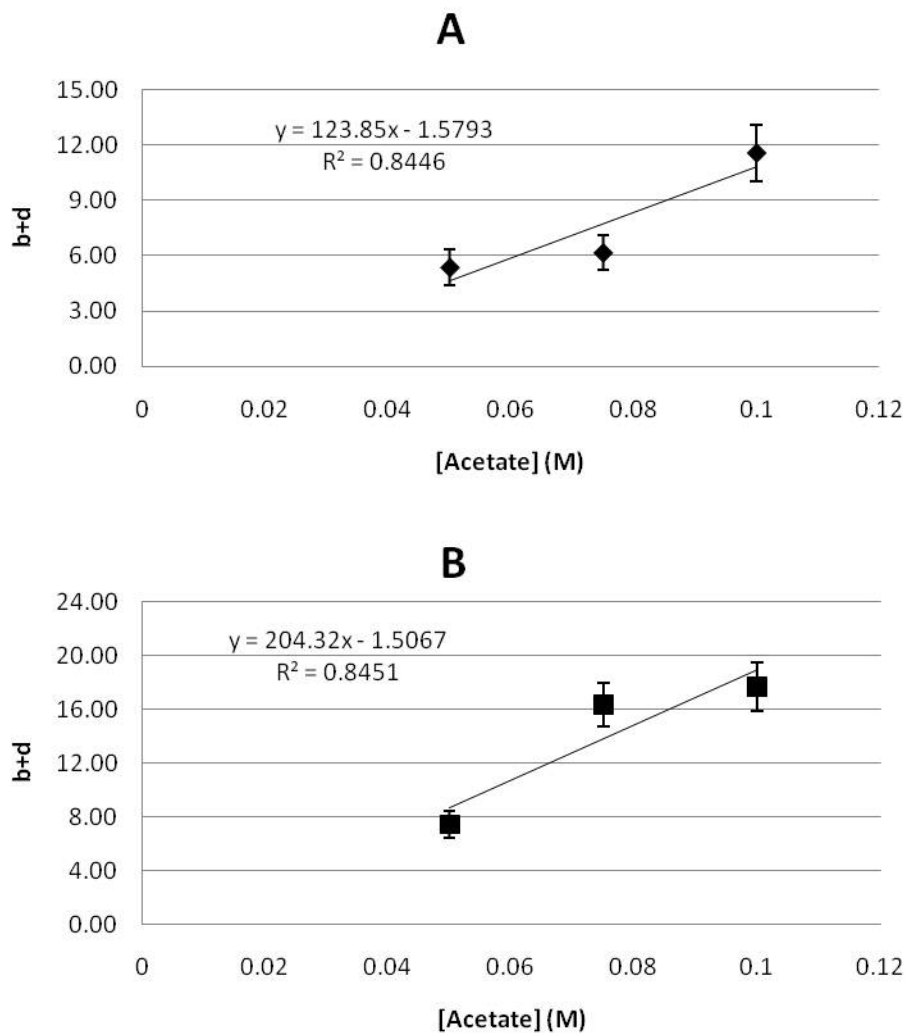 A
15.00
12.00
9.00
6.00
3.00
0.00
b+d
y = 123.85x - 1.5793
R² = 0.8446
0 0.02 0.04 0.06 0.08 0.1 0.12
[Acetate] (M)
B
24.00
20.00
16.00
12.00
8.00
4.00
0.00
b+d
y = 204.32x - 1.5067
R² = 0.8451
0 0.02 0.04 0.06 0.08 0.1 0.12
[Acetate] (M)